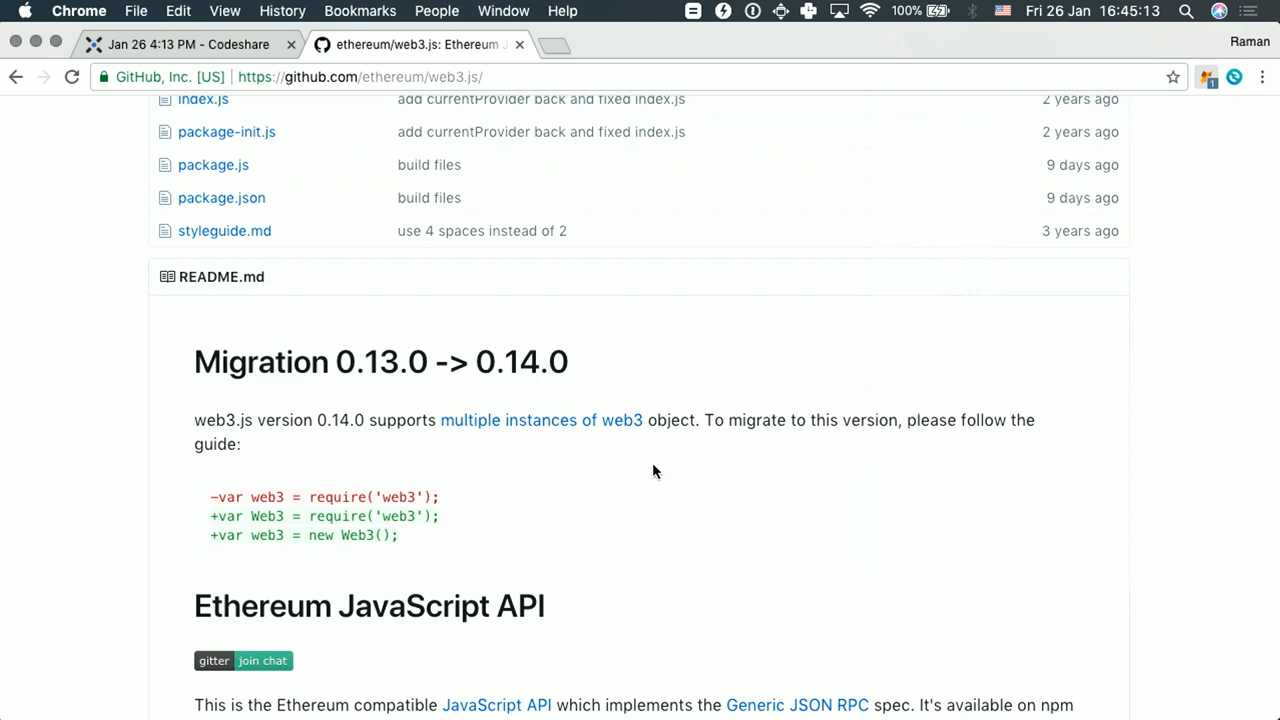 Chrome File Edit View History Bookmarks People Window Help 100% Fri 26 Jan 16:45:13
Jan 26 4:13 PM - Codeshare ethereum/web3.js: Ethereum J Raman
GitHub, Inc. [US] https://github.com/ethereum/web3.js/ 1
index.js add currentProvider back and fixed index.js 2 years ago
package-init.js add currentProvider back and fixed index.js 2 years ago
package.js build files 9 days ago
package.json build files 9 days ago
styleguide.md use 4 spaces instead of 2 3 years ago
README.md
Migration 0.13.0 -> 0.14.0
web3.js version 0.14.0 supports multiple instances of web3 object. To migrate to this version, please follow the
guide:
-var web3 = require('web3');
+var Web3 = require('web3');
+var web3 = new Web3();
Ethereum JavaScript API
gitter join chat
This is the Ethereum compatible JavaScript API which implements the Generic JSON RPC spec. It's available on npm